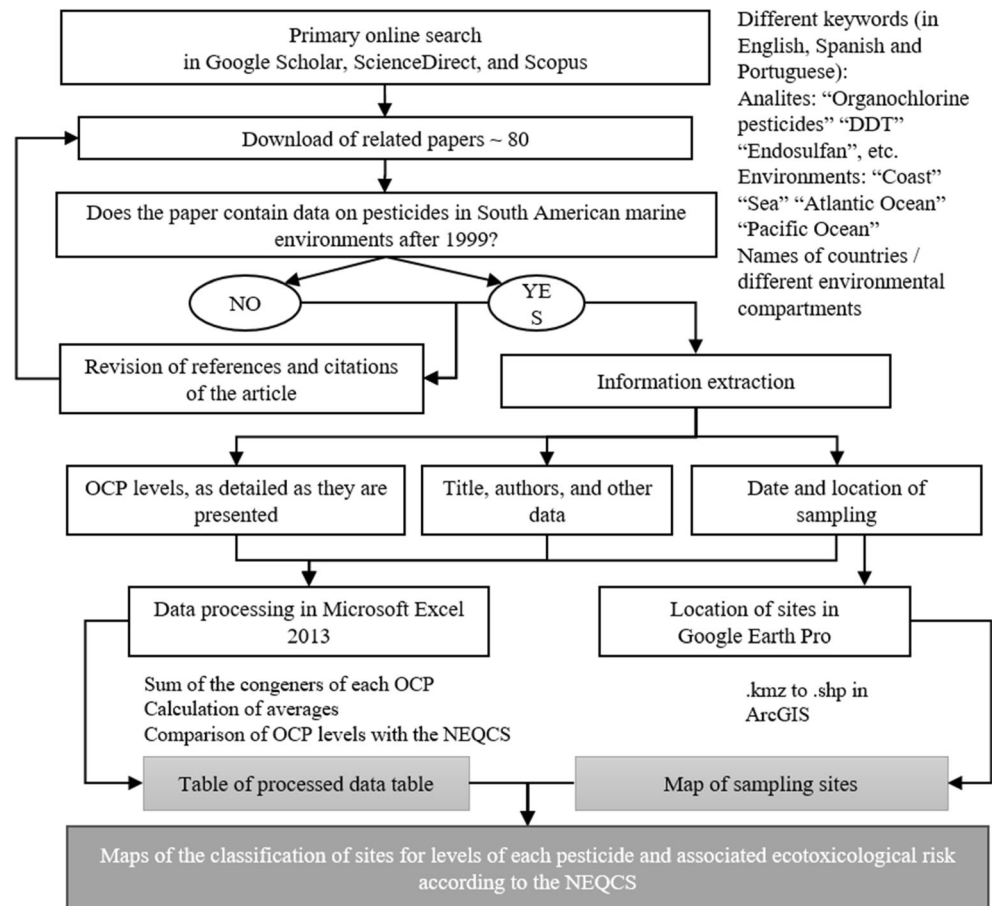 Primary online search
in Google Scholar, ScienceDirect, and Scopus
Different keywords (in
English, Spanish and
Portuguese):
Analites: “Organochlorine
pesticides” “DDT”
“Endosulfan”, etc.
Environments: “Coast”
“Sea” “Atlantic Ocean”
“Pacific Ocean”
Names of countries /
different environmental
compartments
Download of related papers ~ 80
Does the paper contain data on pesticides in South American marine
environments after 1999?
NO
YE
S
Revision of references and citations
of the article
Information extraction
OCP levels, as detailed as they are
presented
Title, authors, and other
data
Date and location of
sampling
Data processing in Microsoft Excel
2013
Location of sites in
Google Earth Pro
Sum of the congeners of each OCP
Calculation of averages
Comparison of OCP levels with the NEQCS
.kmz to .shp in
ArcGIS
Table of processed data table
Map of sampling sites
Maps of the classification of sites for levels of each pesticide and associated ecotoxicological risk
according to the NEQCS